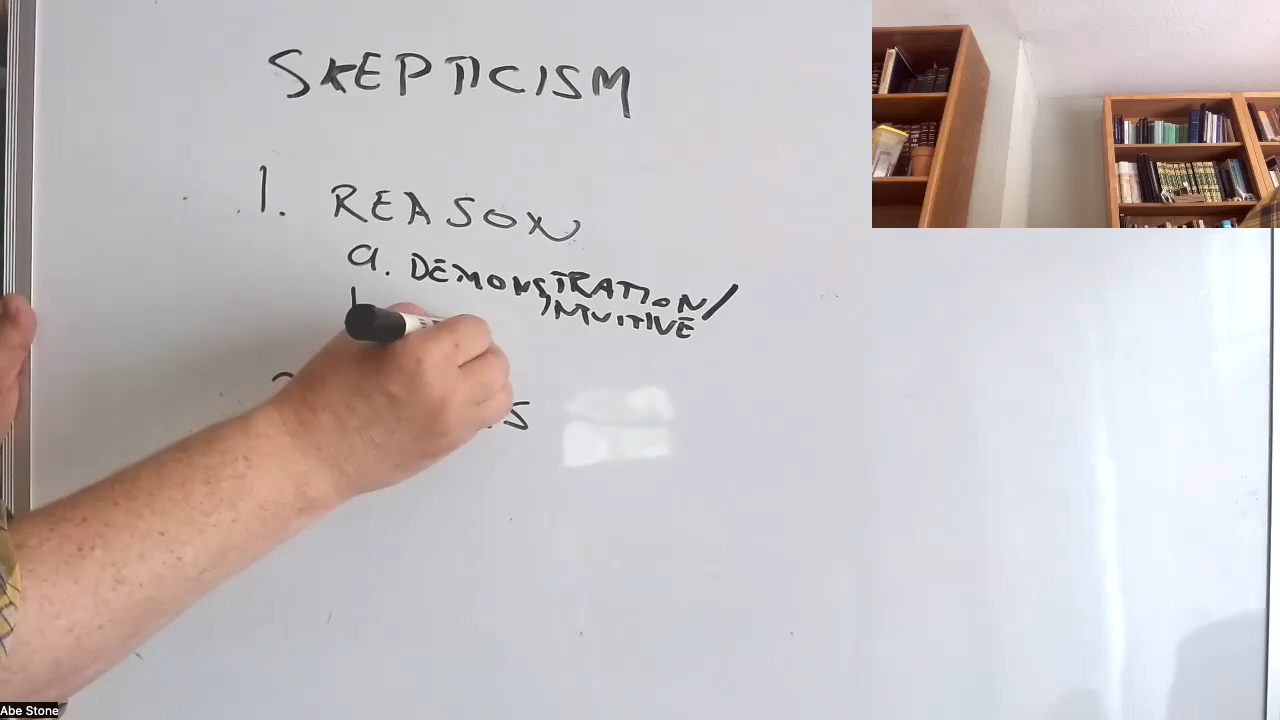 SKEPTICISM
1. REASON
a. DEMONSTRATION/
INTUITIVE
Abe Stone